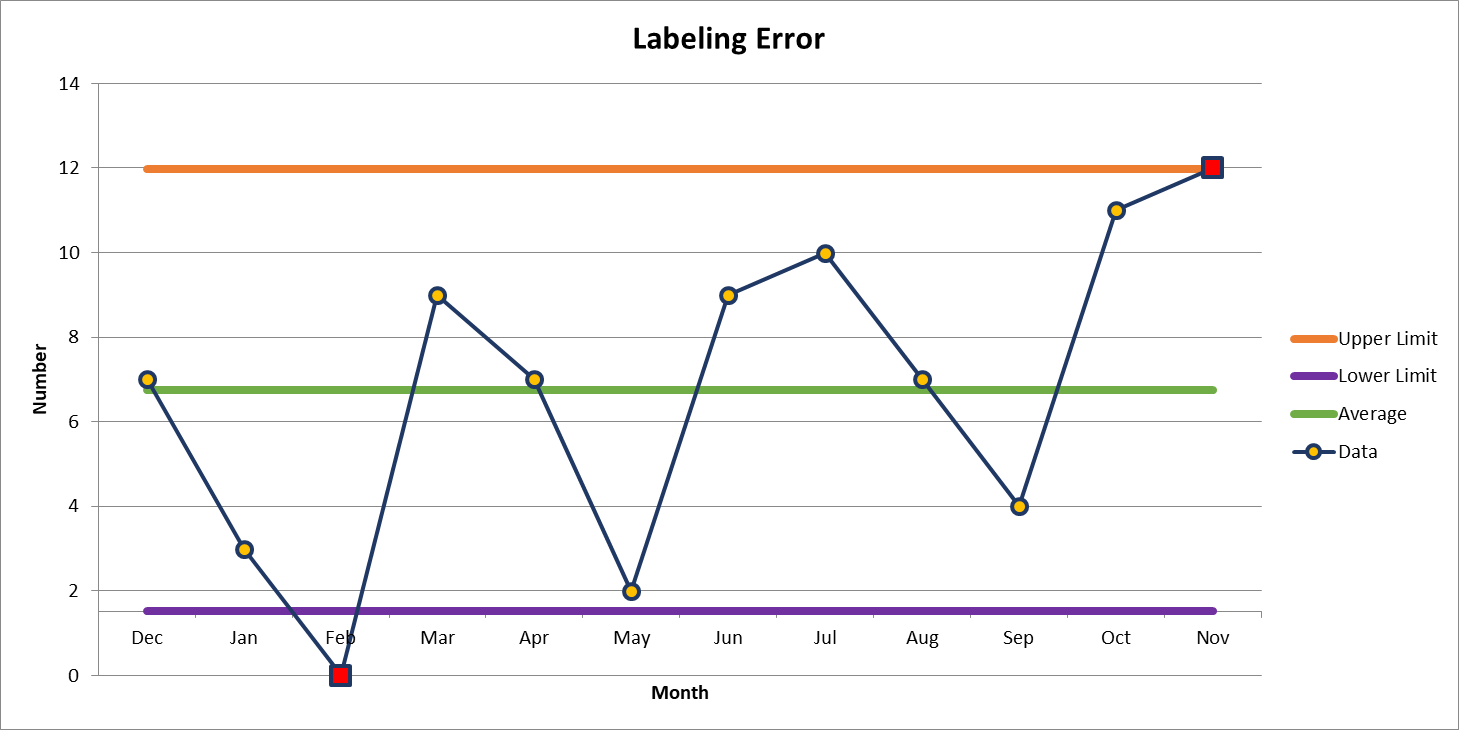 Labeling Error
14
12
10
8
6
4
2
0
Number
Dec Jan Feb Mar Apr May Jun Jul Aug Sep Oct Nov
Month
Upper Limit
Lower Limit
Average
Data